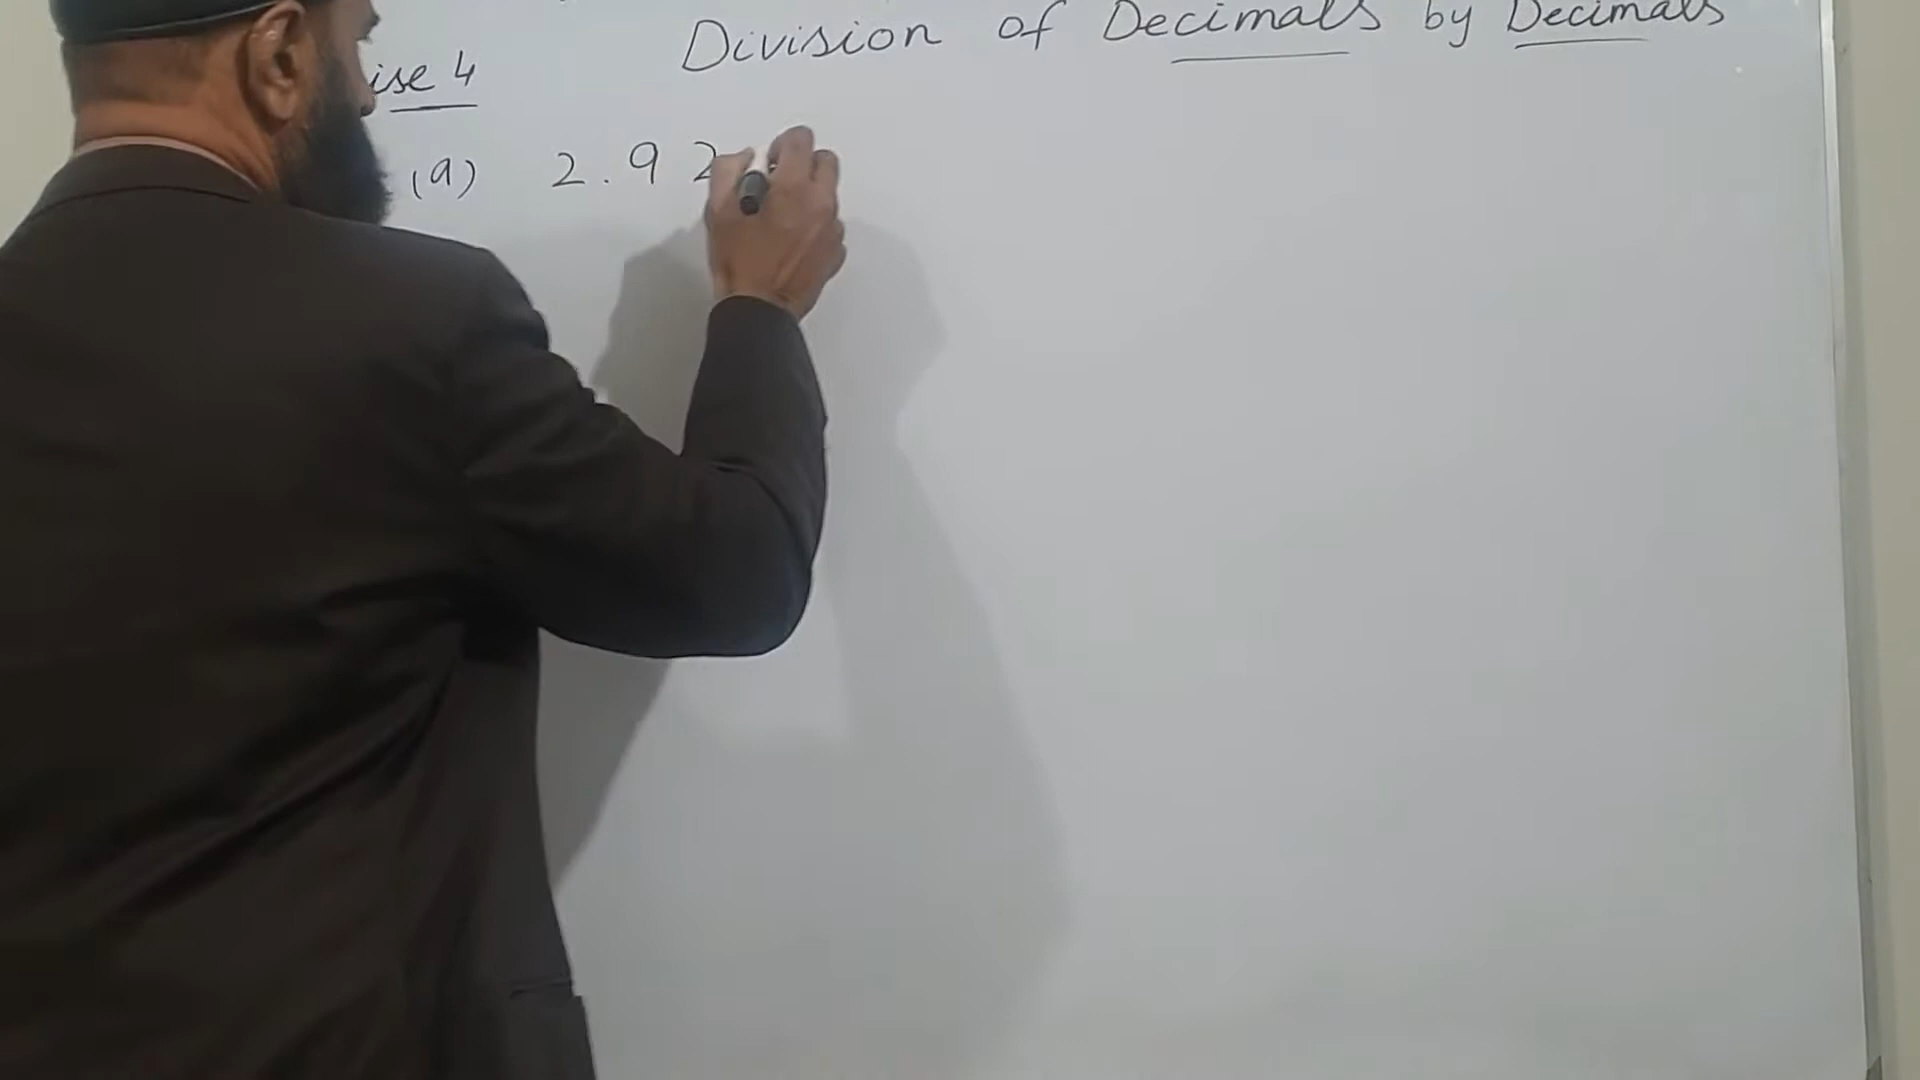 Division of Decimals by Decimals
ise 4
(a) 2.92